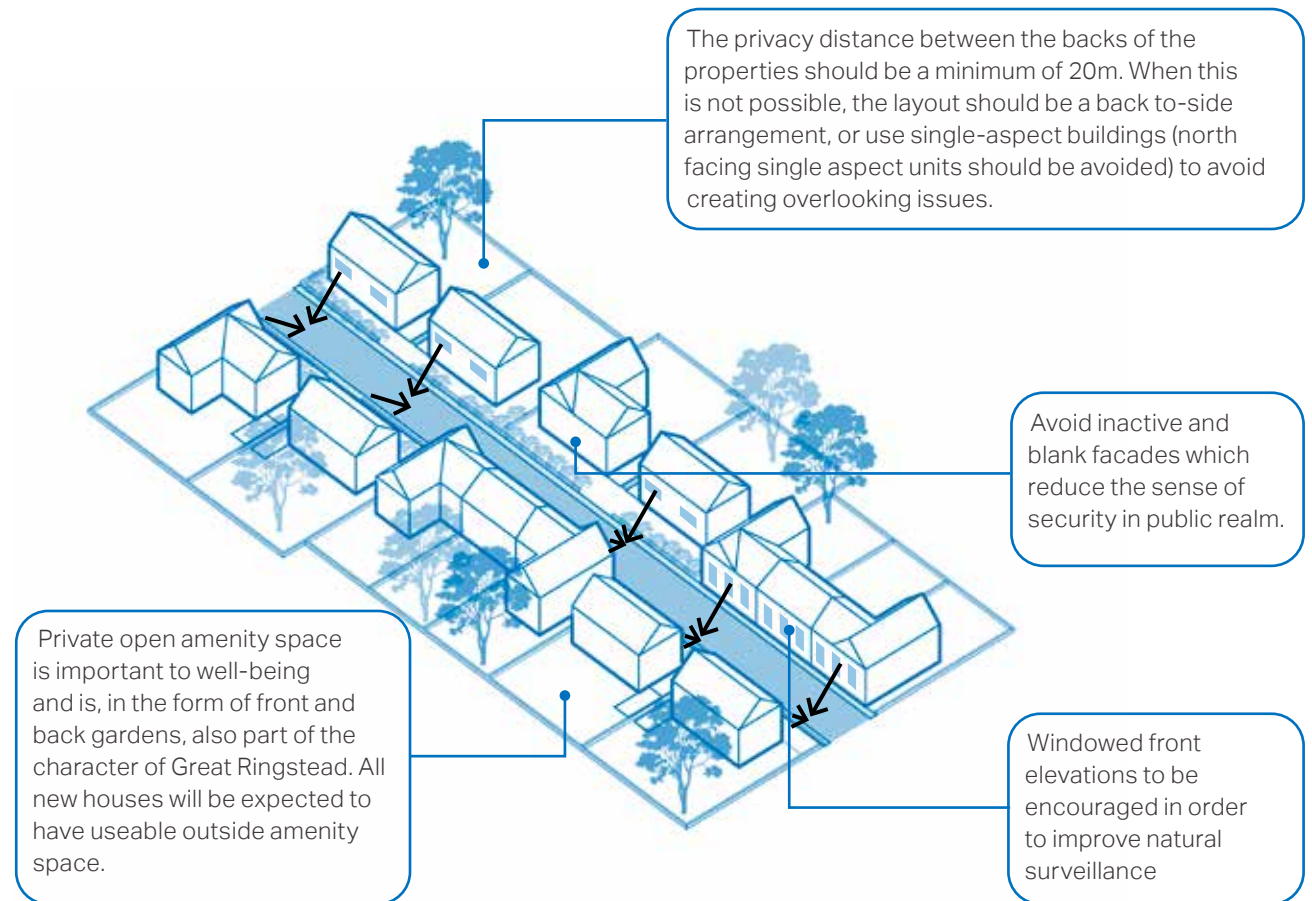 The privacy distance between the backs of the
properties should be a minimum of 20m. When this
is not possible, the layout should be a back to-side
arrangement, or use single-aspect buildings (north
facing single aspect units should be avoided) to avoid
creating overlooking issues.
Avoid inactive and
blank facades which
reduce the sense of
security in public realm.
Private open amenity space
is important to well-being
and is, in the form of front and
back gardens, also part of the
character of Great Ringstead. All
new houses will be expected to
have useable outside amenity
space.
Windowed front
elevations to be
encouraged in order
to improve natural
surveillance